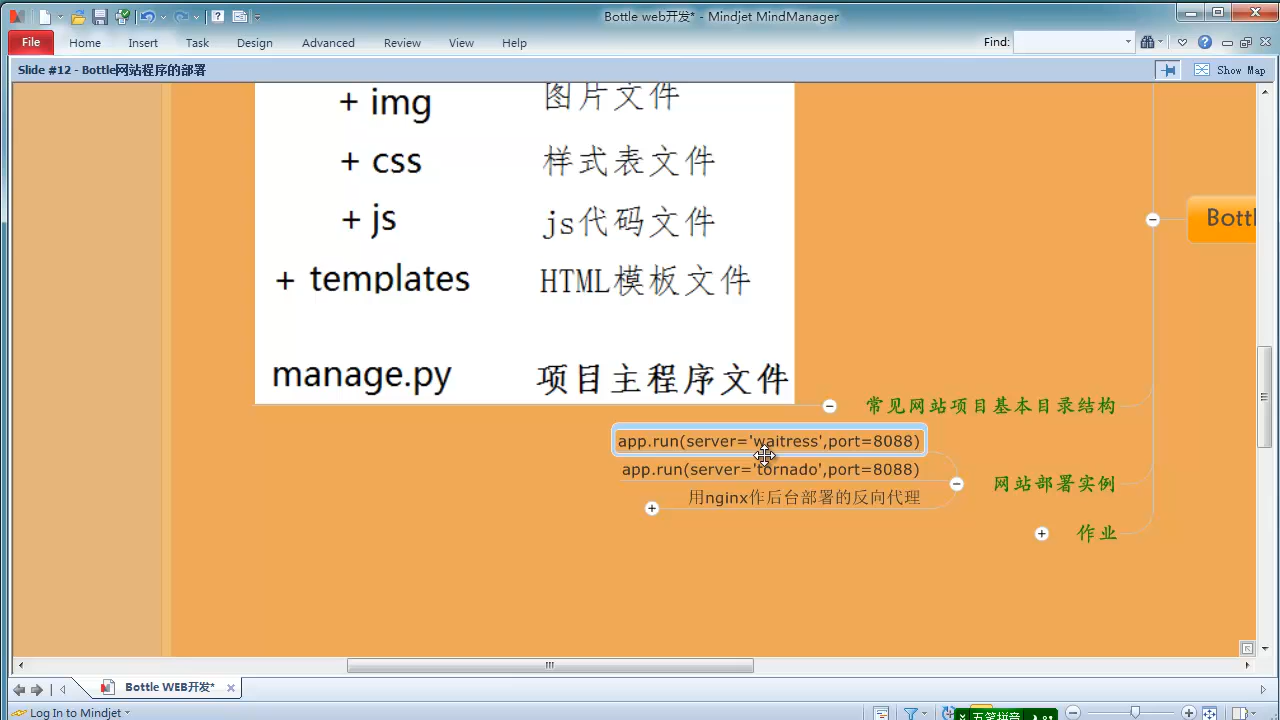 Bottle web开发* - Mindjet MindManager
File Home Insert Task Design Advanced Review View Help Find:
Slide #12 - Bottle网站程序的部署 Show Map
+ img 图片文件
+ css 样式表文件
+ js js代码文件
+ templates HTML模板文件
manage.py 项目主程序文件
Bottl
常见网站项目基本目录结构
app.run(server='waitress',port=8088)
app.run(server='tornado',port=8088)
用nginx作后台部署的反向代理
网站部署实例
作业
Bottle WEB开发*
Log In to Mindjet
五笔拼音